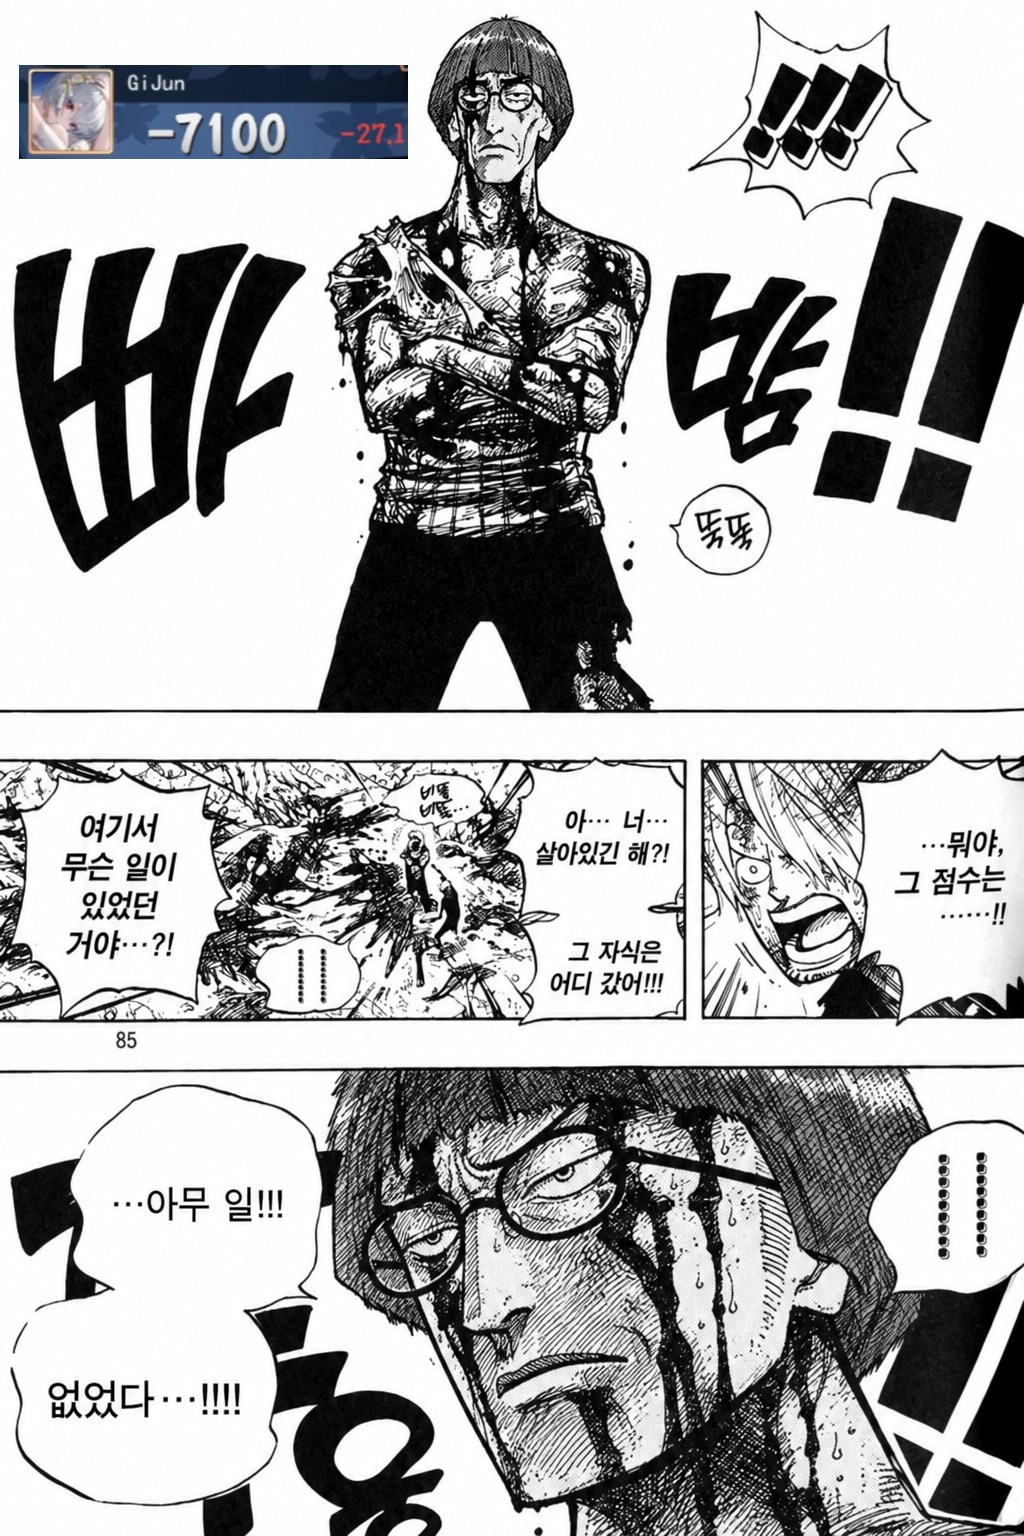 GiJun
-7100
-27.1
!!!
빠
밤!!
뚝뚝
…뭐야,
그 점수는
……!!
아… 너…
살아있긴 해?!
그 자식은
어디 갔어!!!
비뚤
비뚤…
여기서
무슨 일이
있었던
거야…?!
85
…아무 일!!!
없었다…!!!!